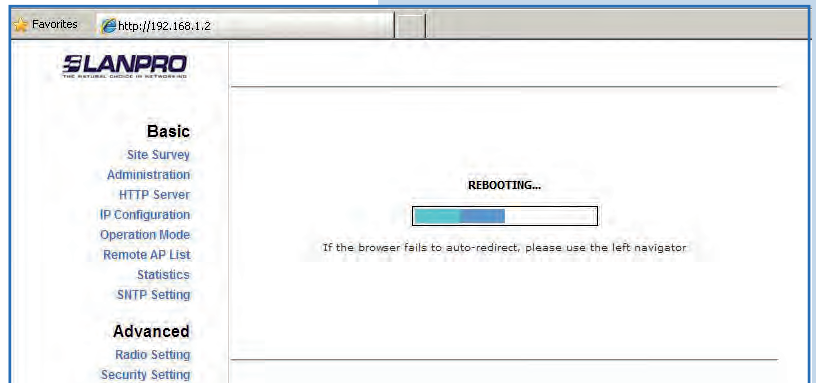 Favorites
http://192.168.1.2
LANPRO
THE NATURAL CHOICE IN NETWORKING
Basic
Site Survey
Administration
HTTP Server
IP Configuration
Operation Mode
Remote AP List
Statistics
SNTP Setting
Advanced
Radio Setting
Security Setting
REBOOTING...
If the browser fails to auto-redirect, please use the left navigator